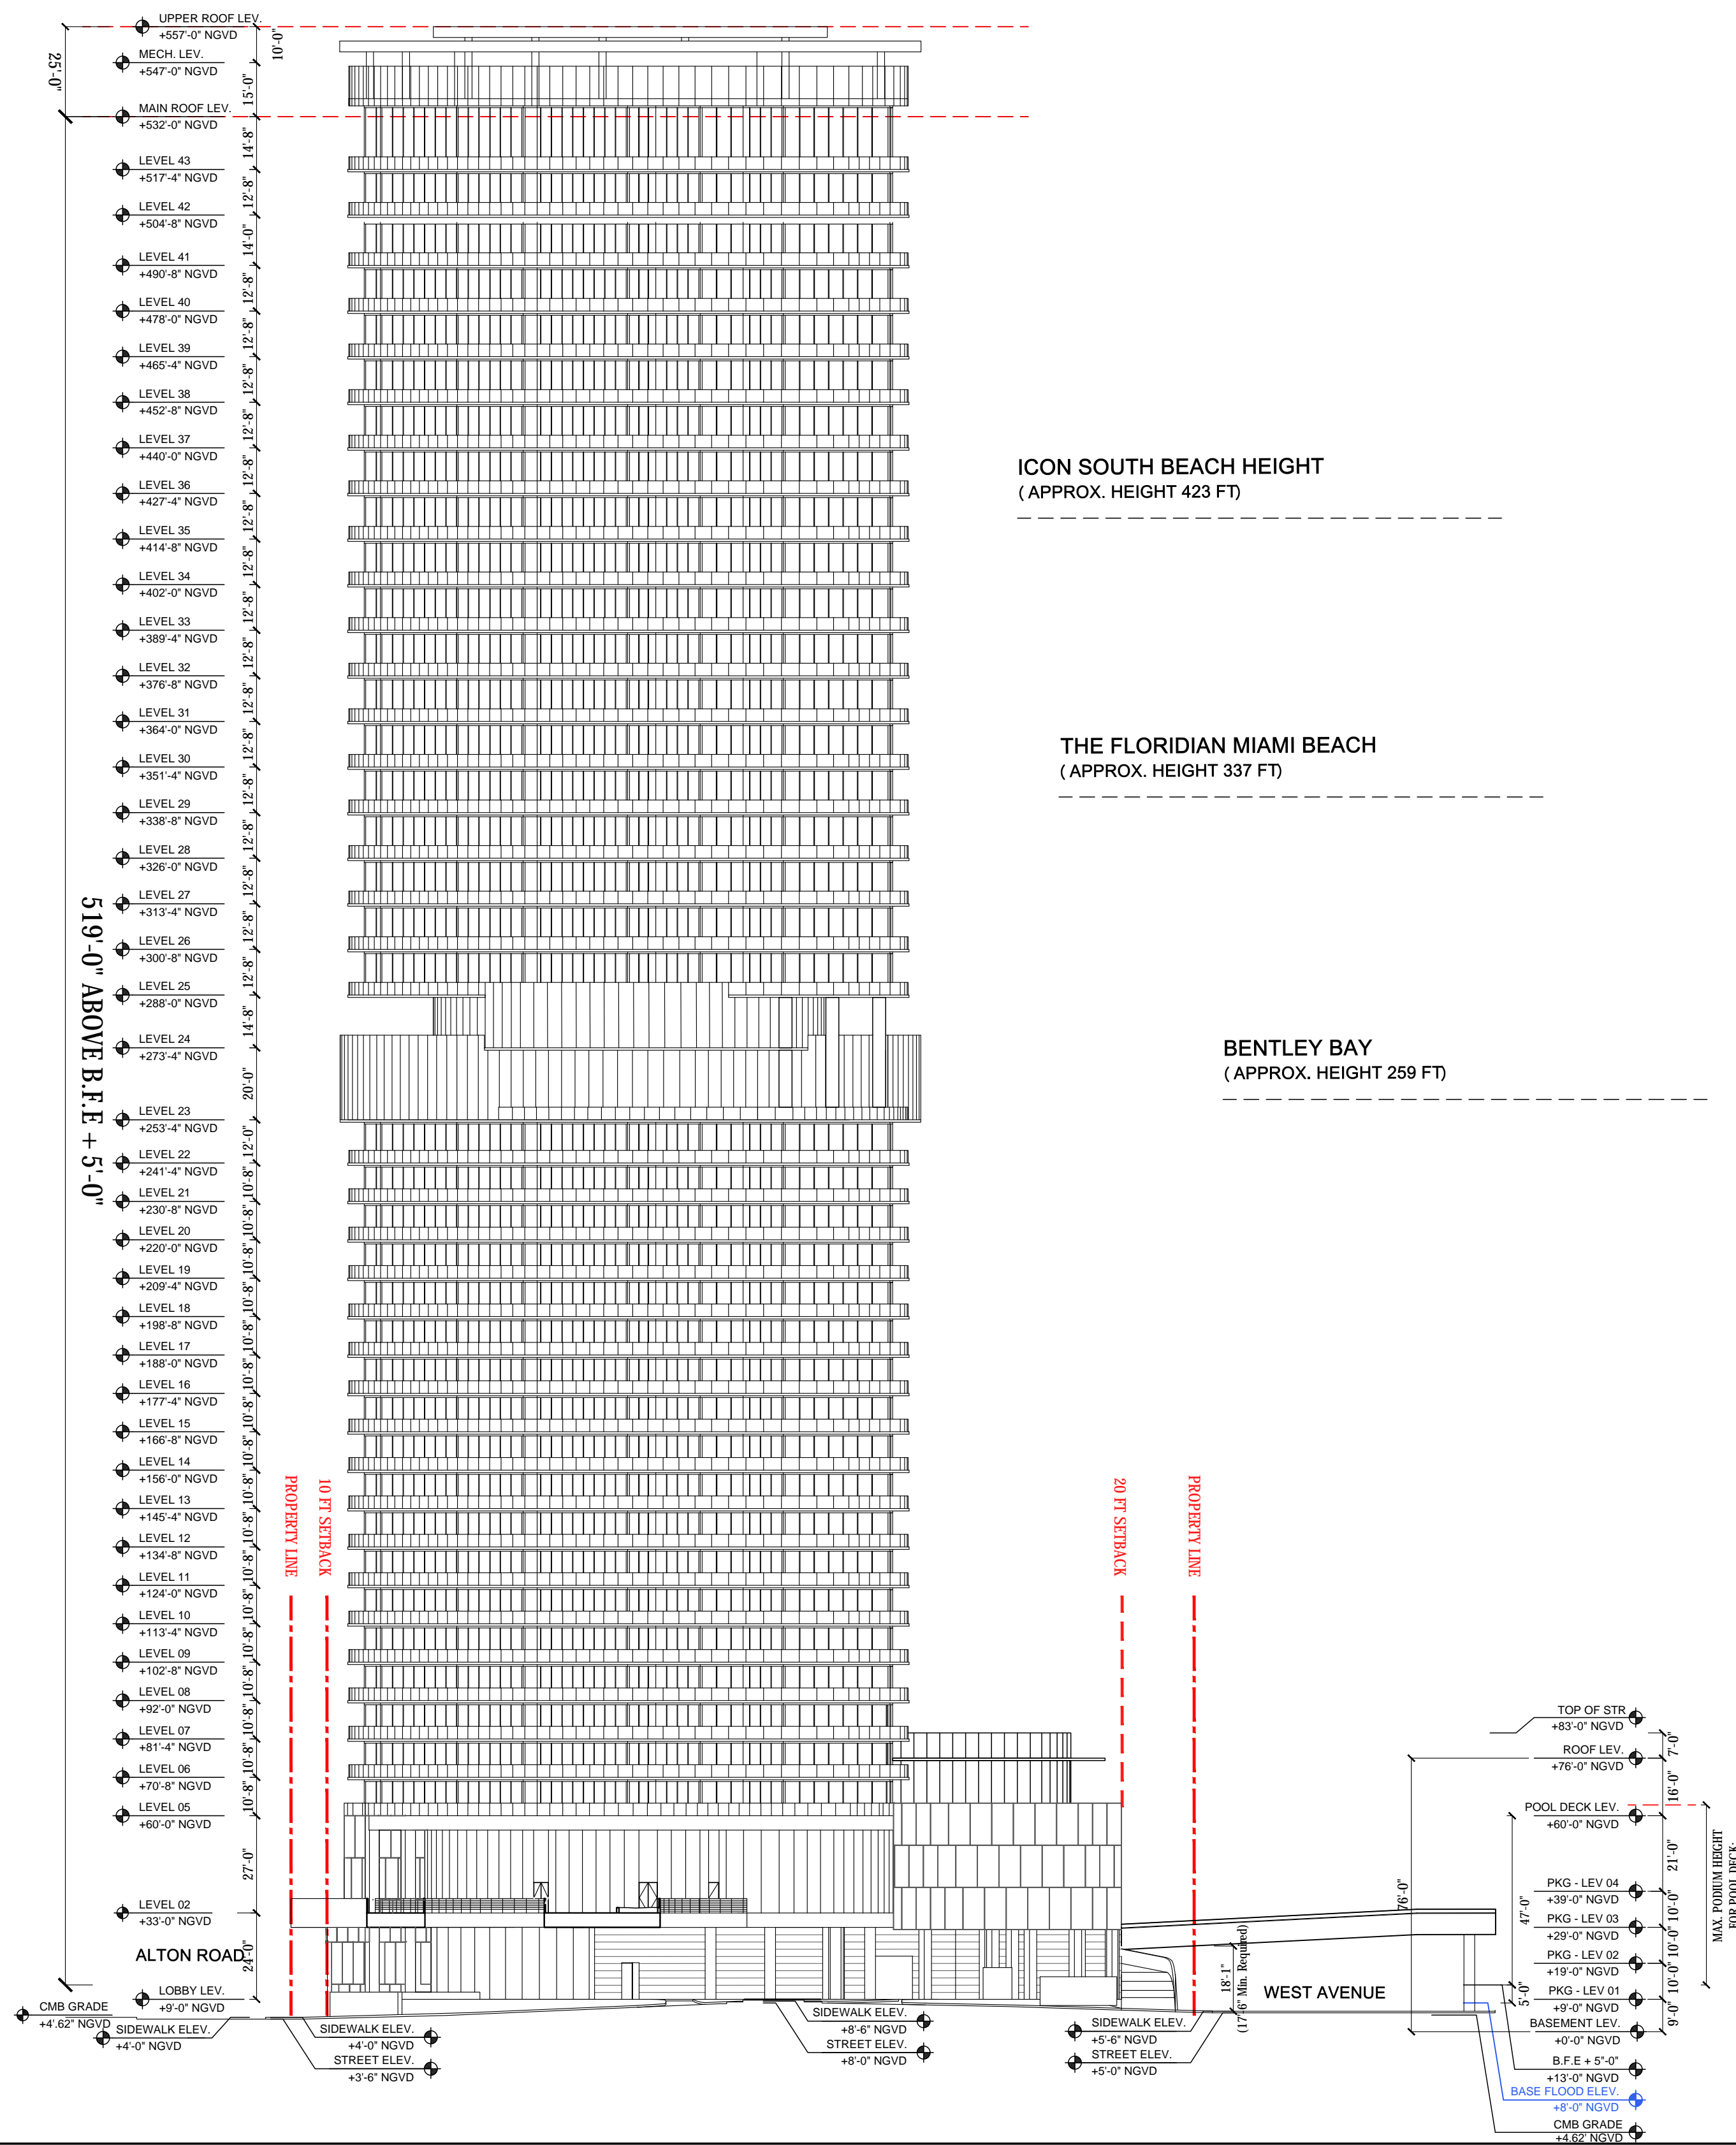 UPPER ROOF LEV.
+557'-0" NGVD
10'-0"
25'-0"
MECH. LEV.
+547'-0" NGVD
15'-0"
MAIN ROOF LEV.
+532'-0" NGVD
14'-8"
LEVEL 43
+517'-4" NGVD
12'-8"
LEVEL 42
+504'-8" NGVD
14'-0"
LEVEL 41
+490'-8" NGVD
12'-8"
LEVEL 40
+478'-0" NGVD
12'-8"
LEVEL 39
+465'-4" NGVD
12'-8"
LEVEL 38
+452'-8" NGVD
12'-8"
LEVEL 37
+440'-0" NGVD
12'-8"
LEVEL 36
+427'-4" NGVD
12'-8"
LEVEL 35
+414'-8" NGVD
12'-8"
LEVEL 34
+402'-0" NGVD
12'-8"
LEVEL 33
+389'-4" NGVD
12'-8"
LEVEL 32
+376'-8" NGVD
12'-8"
LEVEL 31
+364'-0" NGVD
12'-8"
LEVEL 30
+351'-4" NGVD
12'-8"
LEVEL 29
+338'-8" NGVD
12'-8"
LEVEL 28
+326'-0" NGVD
12'-8"
LEVEL 27
+313'-4" NGVD
12'-8"
LEVEL 26
+300'-8" NGVD
12'-8"
LEVEL 25
+288'-0" NGVD
14'-8"
LEVEL 24
+273'-4" NGVD
20'-0"
LEVEL 23
+253'-4" NGVD
12'-0"
LEVEL 22
+241'-4" NGVD
10'-8"
LEVEL 21
+230'-8" NGVD
10'-8"
LEVEL 20
+220'-0" NGVD
10'-8"
LEVEL 19
+209'-4" NGVD
10'-8"
LEVEL 18
+198'-8" NGVD
10'-8"
LEVEL 17
+188'-0" NGVD
10'-8"
LEVEL 16
+177'-4" NGVD
10'-8"
LEVEL 15
+166'-8" NGVD
10'-8"
LEVEL 14
+156'-0" NGVD
10'-8"
LEVEL 13
+145'-4" NGVD
10'-8"
LEVEL 12
+134'-8" NGVD
10'-8"
LEVEL 11
+124'-0" NGVD
10'-8"
LEVEL 10
+113'-4" NGVD
10'-8"
LEVEL 09
+102'-8" NGVD
10'-8"
LEVEL 08
+92'-0" NGVD
10'-8"
LEVEL 07
+81'-4" NGVD
10'-8"
LEVEL 06
+70'-8" NGVD
10'-8"
LEVEL 05
+60'-0" NGVD
27'-0"
LEVEL 02
+33'-0" NGVD
24'-0"
ALTON ROAD
LOBBY LEV.
+9'-0" NGVD
CMB GRADE
+4'.62" NGVD
SIDEWALK ELEV.
+4'-0" NGVD
519'-0" ABOVE B.F.E + 5'-0"
PROPERTY LINE
10 FT SETBACK
SIDEWALK ELEV.
+4'-0" NGVD
STREET ELEV.
+3'-6" NGVD
SIDEWALK ELEV.
+8'-6" NGVD
STREET ELEV.
+8'-0" NGVD
SIDEWALK ELEV.
+5'-6" NGVD
STREET ELEV.
+5'-0" NGVD
ICON SOUTH BEACH HEIGHT
( APPROX. HEIGHT 423 FT)
THE FLORIDIAN MIAMI BEACH
( APPROX. HEIGHT 337 FT)
BENTLEY BAY
( APPROX. HEIGHT 259 FT)
20 FT SETBACK
PROPERTY LINE
18'-1"
(17'-6" Min. Required)
WEST AVENUE
76'-0"
47'-0"
5'-0"
TOP OF STR
+83'-0" NGVD
7'-0"
ROOF LEV.
+76'-0" NGVD
16'-0"
POOL DECK LEV.
+60'-0" NGVD
21'-0"
PKG - LEV 04
+39'-0" NGVD
10'-0"
PKG - LEV 03
+29'-0" NGVD
10'-0"
PKG - LEV 02
+19'-0" NGVD
10'-0"
PKG - LEV 01
+9'-0" NGVD
9'-0"
BASEMENT LEV.
+0'-0" NGVD
B.F.E + 5"-0"
+13'-0" NGVD
BASE FLOOD ELEV.
+8'-0" NGVD
CMB GRADE
+4.62' NGVD
MAX. PODIUM HEIGHT
FOR POOL DECK: